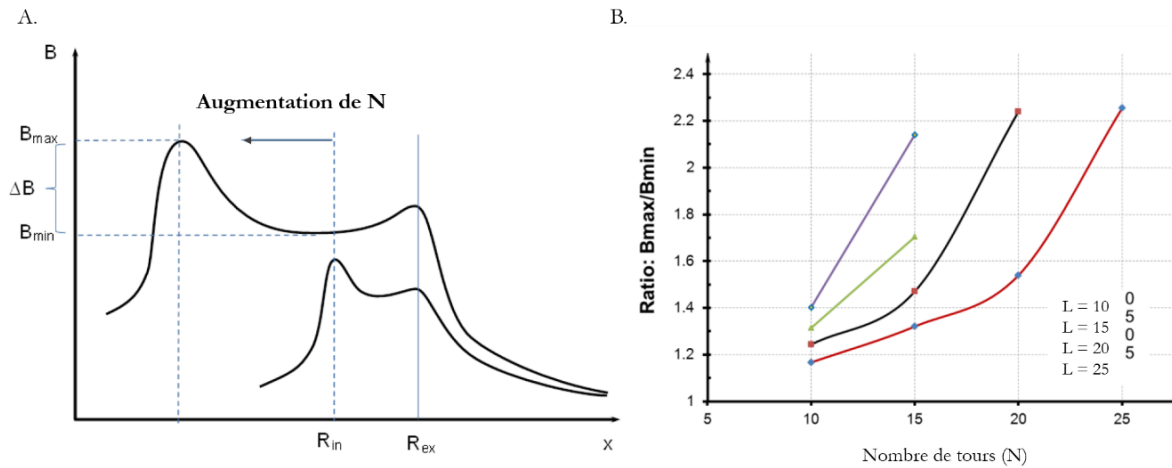 A.
B
Augmentation de N
Bmax
ΔB
Bmin
Rin
Rex
x
B.
Ratio: Bmax/Bmin
2.4
2.2
2
1.8
1.6
1.4
1.2
1
5
10
15
20
25
L = 10 0
L = 15 5
L = 20 0
L = 25 5
Nombre de tours (N)